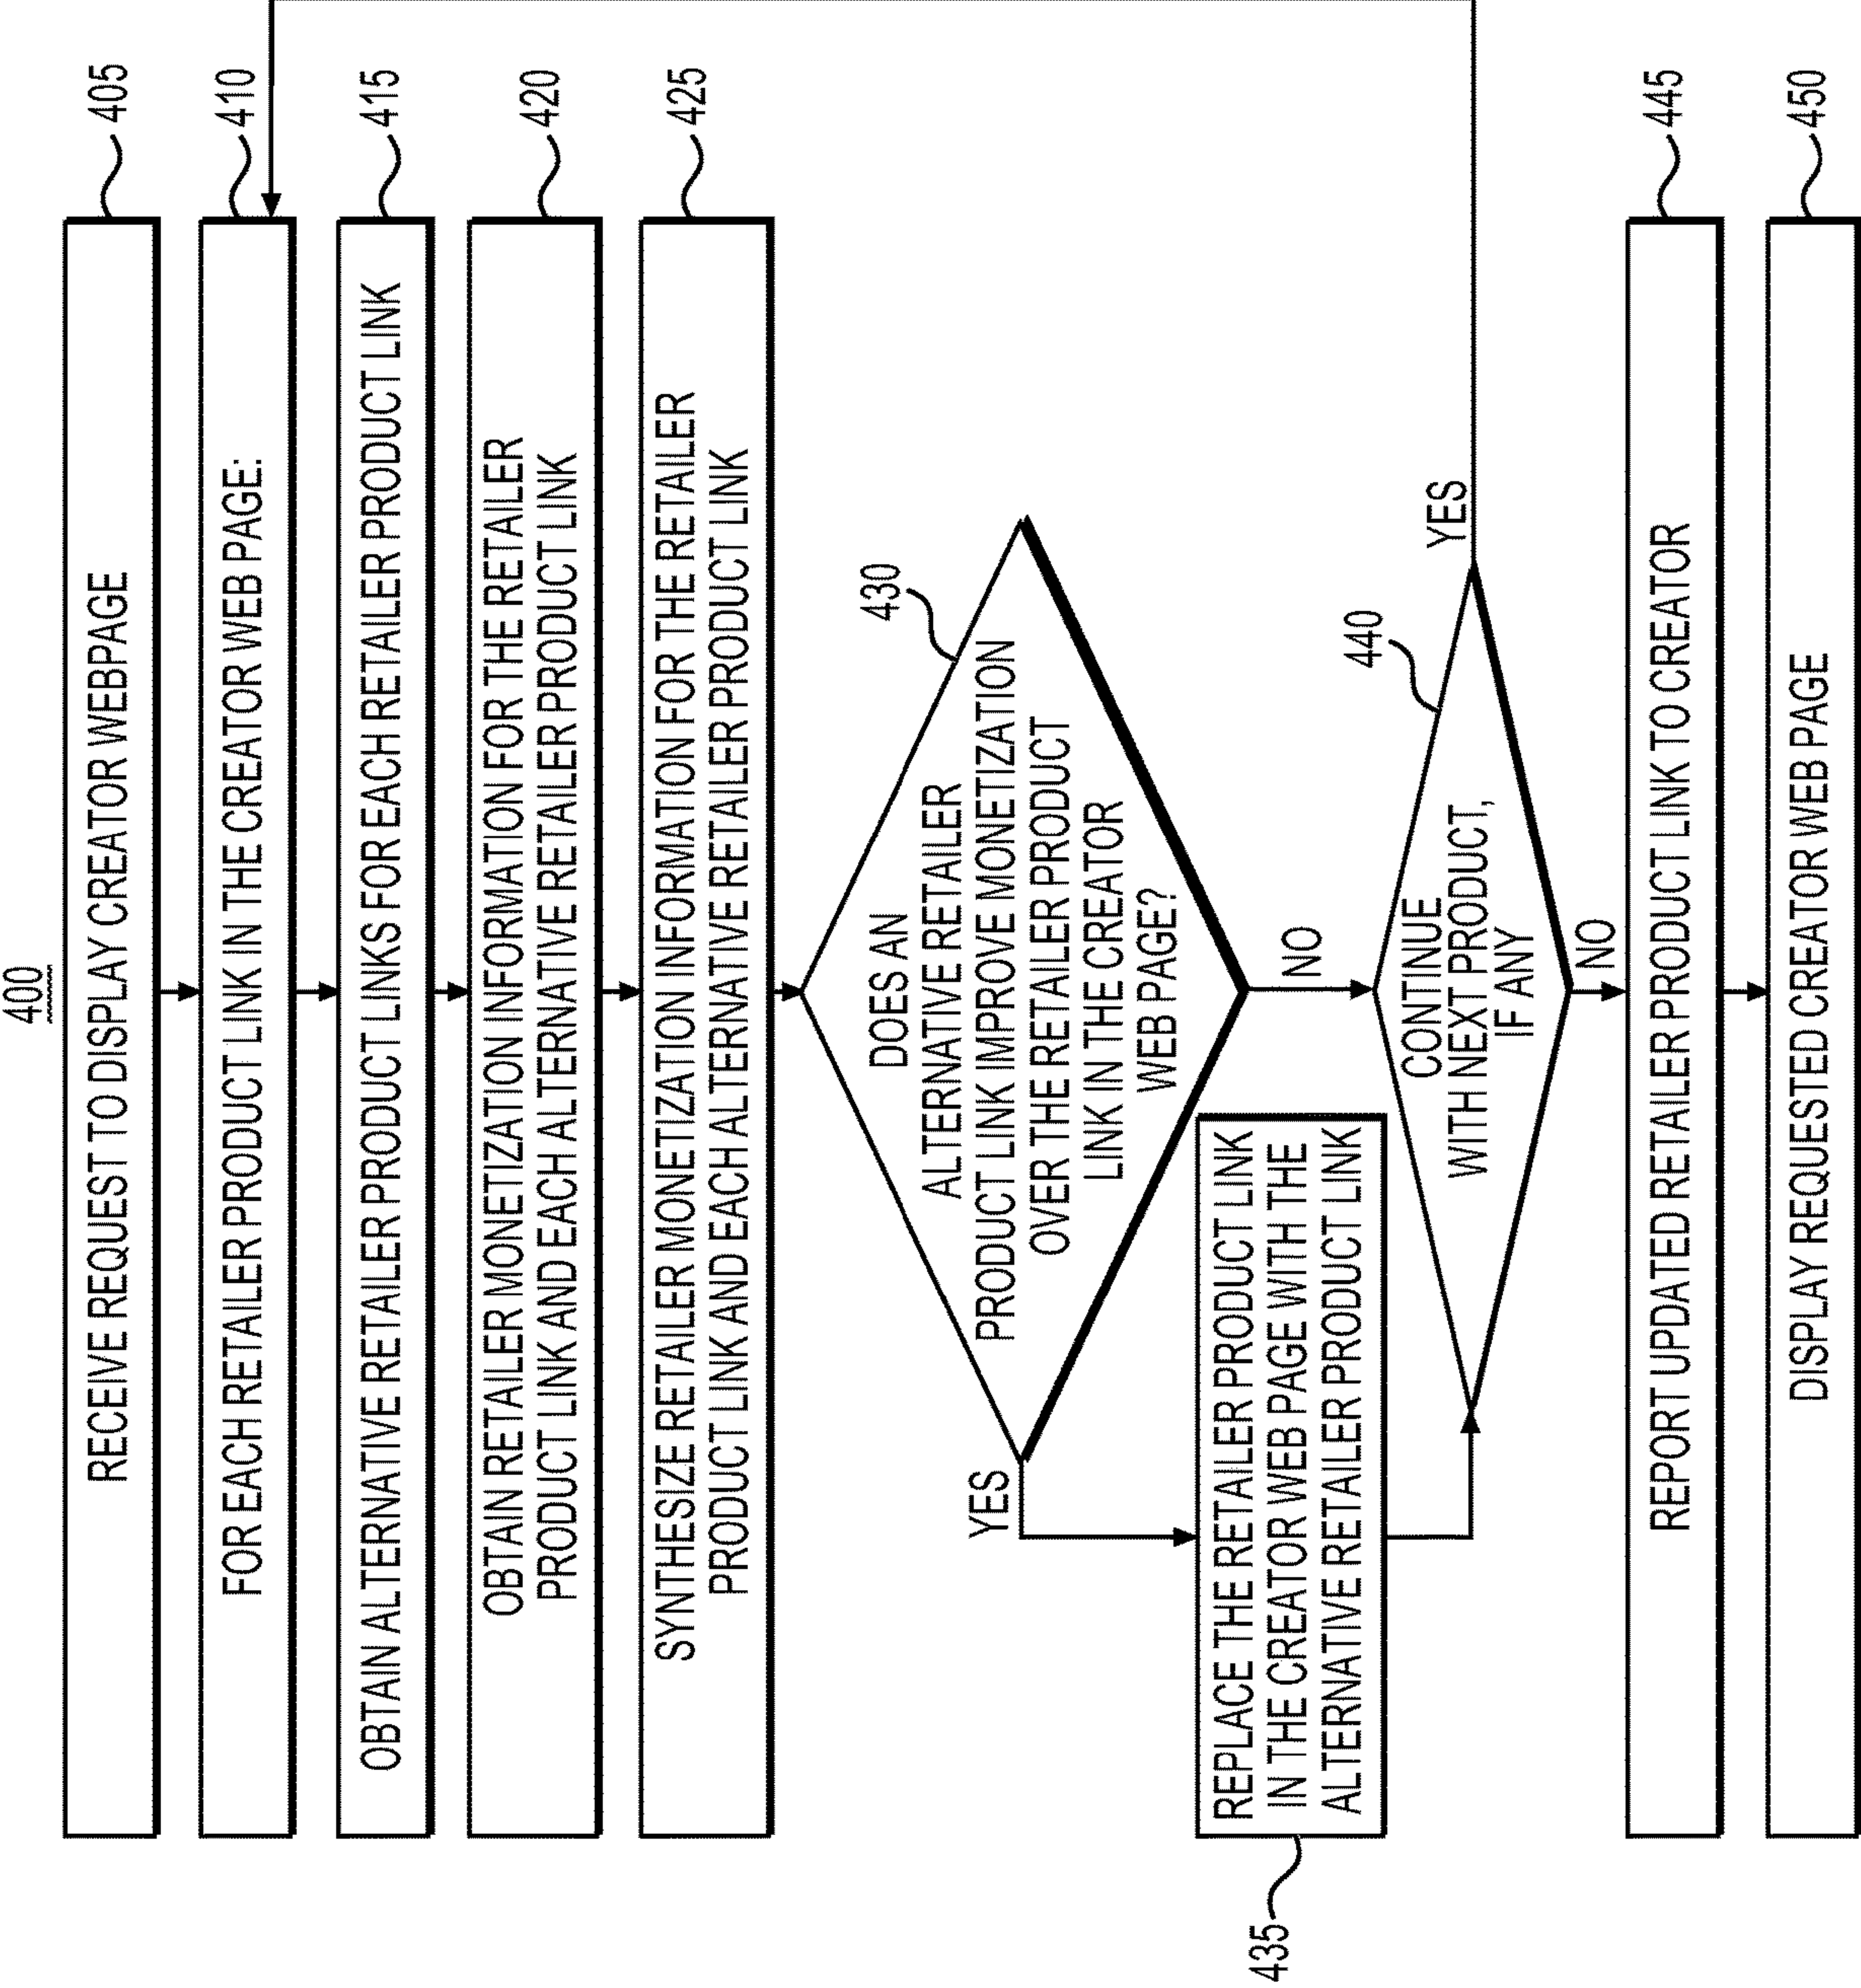 400
RECEIVE REQUEST TO DISPLAY CREATOR WEBPAGE
405
FOR EACH RETAILER PRODUCT LINK IN THE CREATOR WEB PAGE:
410
OBTAIN ALTERNATIVE RETAILER PRODUCT LINKS FOR EACH RETAILER PRODUCT LINK
415
OBTAIN RETAILER MONETIZATION INFORMATION FOR THE RETAILER
PRODUCT LINK AND EACH ALTERNATIVE RETAILER PRODUCT LINK
420
SYNTHESIZE RETAILER MONETIZATION INFORMATION FOR THE RETAILER
PRODUCT LINK AND EACH ALTERNATIVE RETAILER PRODUCT LINK
425
DOES AN
ALTERNATIVE RETAILER
PRODUCT LINK IMPROVE MONETIZATION
OVER THE RETAILER PRODUCT
LINK IN THE CREATOR
WEB PAGE?
430
YES
NO
REPLACE THE RETAILER PRODUCT LINK
IN THE CREATOR WEB PAGE WITH THE
ALTERNATIVE RETAILER PRODUCT LINK
435
CONTINUE
WITH NEXT PRODUCT,
IF ANY
440
YES
NO
REPORT UPDATED RETAILER PRODUCT LINK TO CREATOR
445
DISPLAY REQUESTED CREATOR WEB PAGE
450